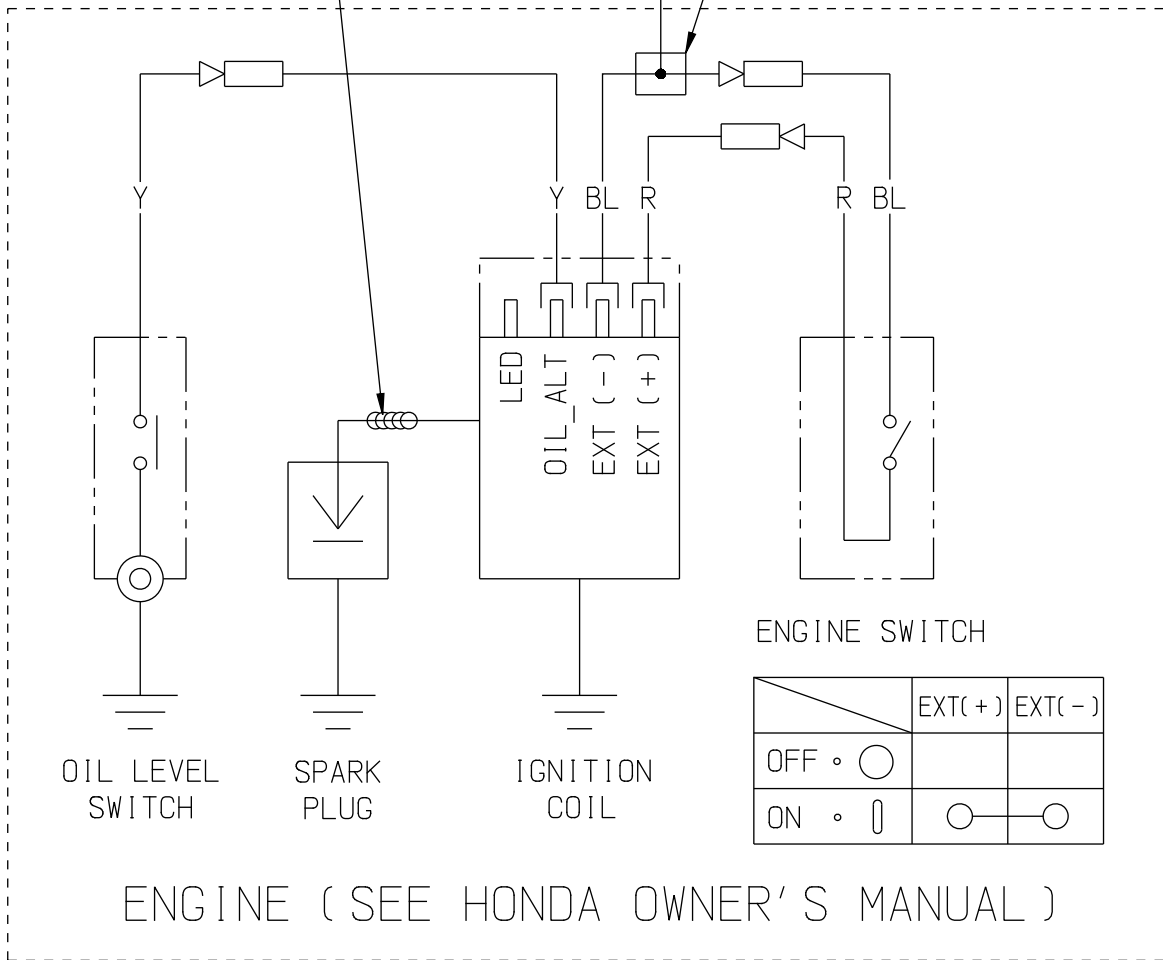 Y
Y BL R
R BL
LED
OIL_ALT
EXT (-)
EXT (+)
ENGINE SWITCH
EXT(+) EXT(-)
OFF
ON
OIL LEVEL
SWITCH
SPARK
PLUG
IGNITION
COIL
ENGINE (SEE HONDA OWNER'S MANUAL)